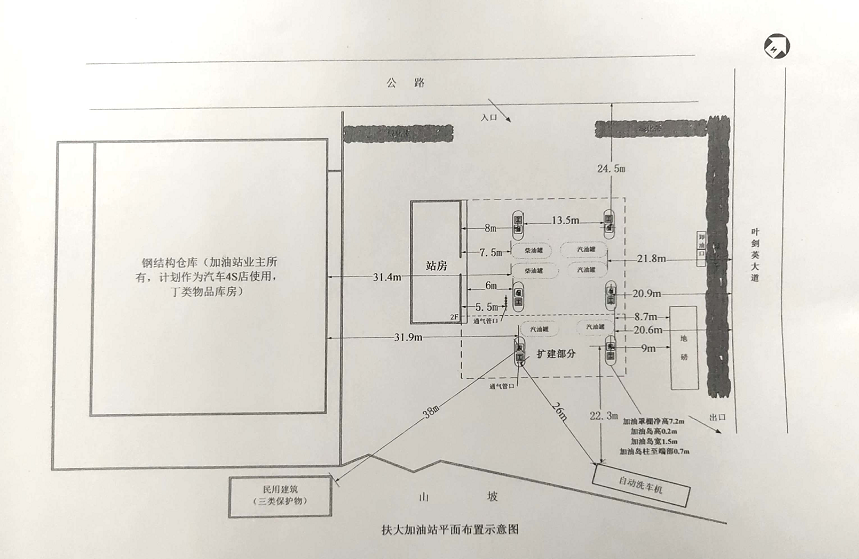 N
公 路
入口
24.5m
8m
13.5m
7.5m
柴油罐
汽油罐
卸油口
21.8m
叶剑英大道
钢结构仓库（加油站业主所
有，计划作为汽车4S店使用，
丁类物品库房）
站房
31.4m
柴油罐
汽油罐
6m
20.9m
5.5m
通气管口
2F
8.7m
汽油罐
汽油罐
20.6m
地磅
31.9m
扩建部分
9m
通气管口
38m
26m
22.3m
出口
加油罩棚净高7.2m
加油岛高0.2m
加油岛宽1.5m
加油岛柱至端部0.7m
民用建筑
（三类保护物）
山 坡
自动洗车机
扶大加油站平面布置示意图